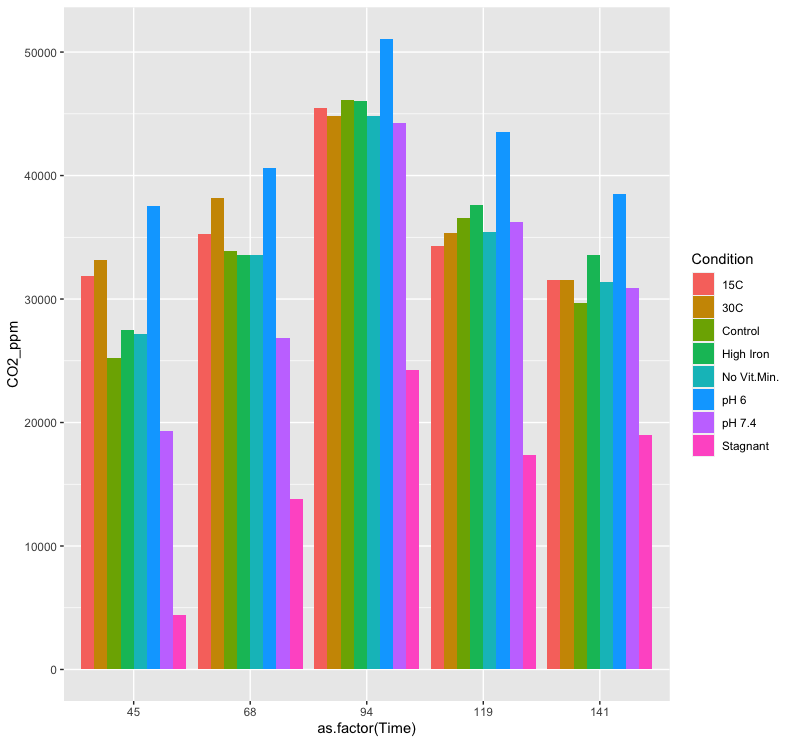 CO2_ppm
50000
40000
30000
20000
10000
0
45 68 94 119 141
as.factor(Time)
Condition
15C
30C
Control
High Iron
No Vit.Min.
pH 6
pH 7.4
Stagnant